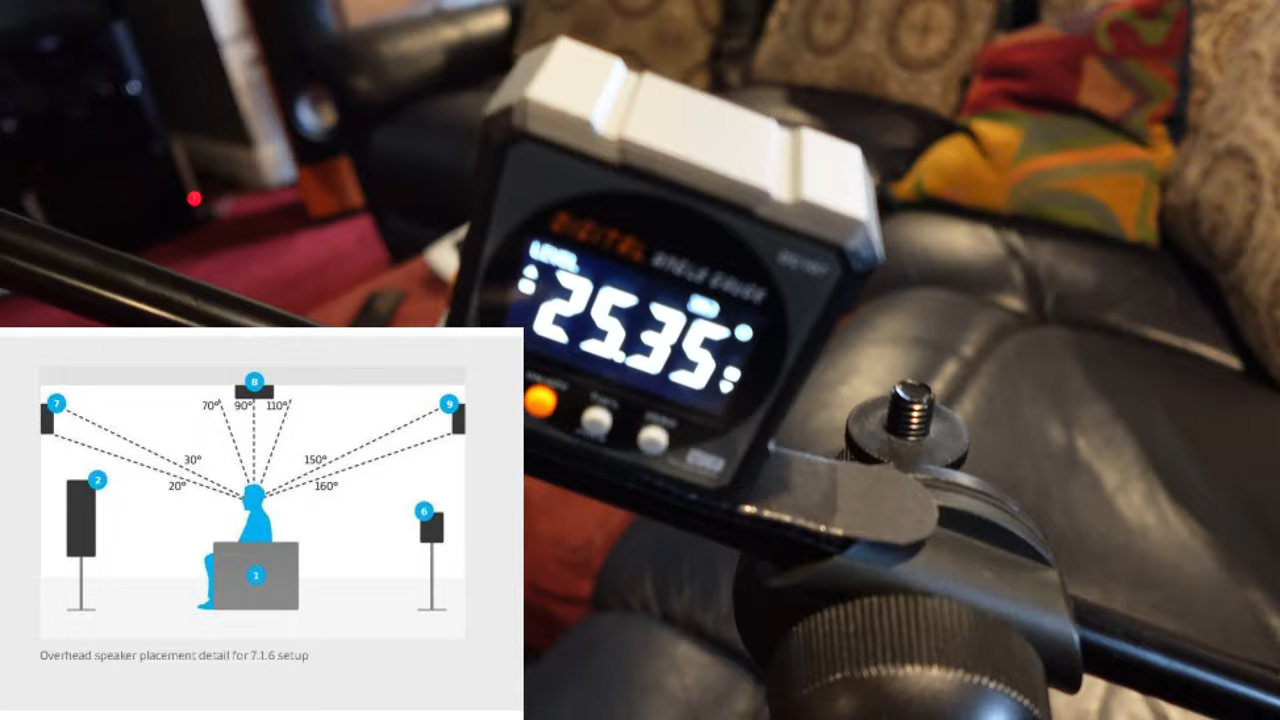 DIGITAL ANGLE GAUGE
LEVEL
25.35°
8
7
70° 90° 110°
9
30°
150°
2
20°
160°
6
1
Overhead speaker placement detail for 7.1.6 setup